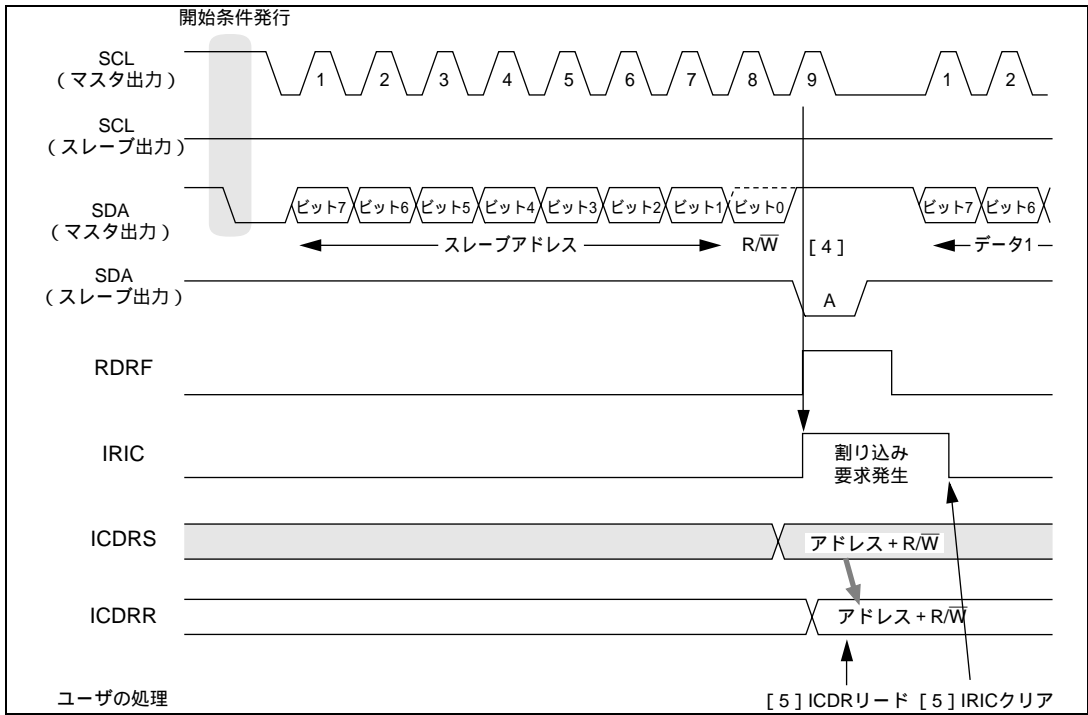 開始条件発行
SCL
(マスタ出力)
1 2 3 4 5 6 7 8 9 1 2
SCL
(スレーブ出力)
SDA
(マスタ出力)
ビット7 ビット6 ビット5 ビット4 ビット3 ビット2 ビット1 ビット0 ビット7 ビット6
スレーブアドレス R/W [4] データ1
SDA
(スレーブ出力)
A
RDRF
IRIC
割り込み
要求発生
ICDRS
アドレス+R/W
ICDRR
アドレス+R/W
ユーザの処理
[5]ICDRリード [5]IRICクリア